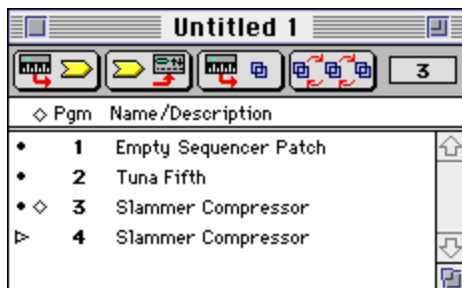 Untitled 1
3
◇ Pgm Name/Description
• 1 Empty Sequencer Patch
• 2 Tuna Fifth
• ◇ 3 Slammer Compressor
▷ 4 Slammer Compressor